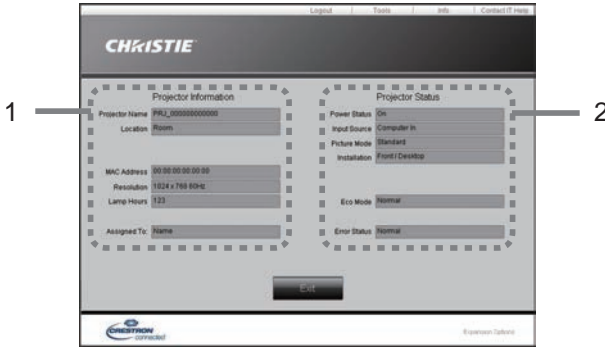 Logout Tools Info Contact IT Help
CHRISTIE
1
2
Projector Information
Projector Name PRJ_000000000000
Location Room
MAC Address 00:00:00:00:00:00
Resolution 1024 x 768 60Hz
Lamp Hours 123
Assigned To: Name
Projector Status
Power Status On
Input Source Computer In
Picture Mode Standard
Installation Front / Desktop
Eco Mode Normal
Error Status Normal
Exit
CRESTRON
connected
Expansion Options